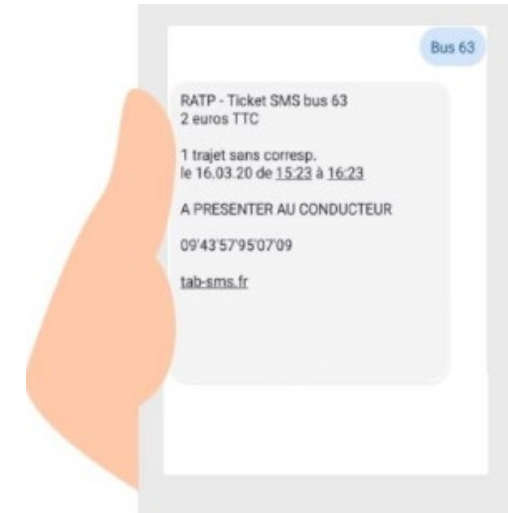 Bus 63
RATP - Ticket SMS bus 63
2 euros TTC
1 trajet sans corresp.
le 16.03.20 de 15:23 à 16:23
A PRESENTER AU CONDUCTEUR
09'43'57'95'07'09
tab-sms.fr